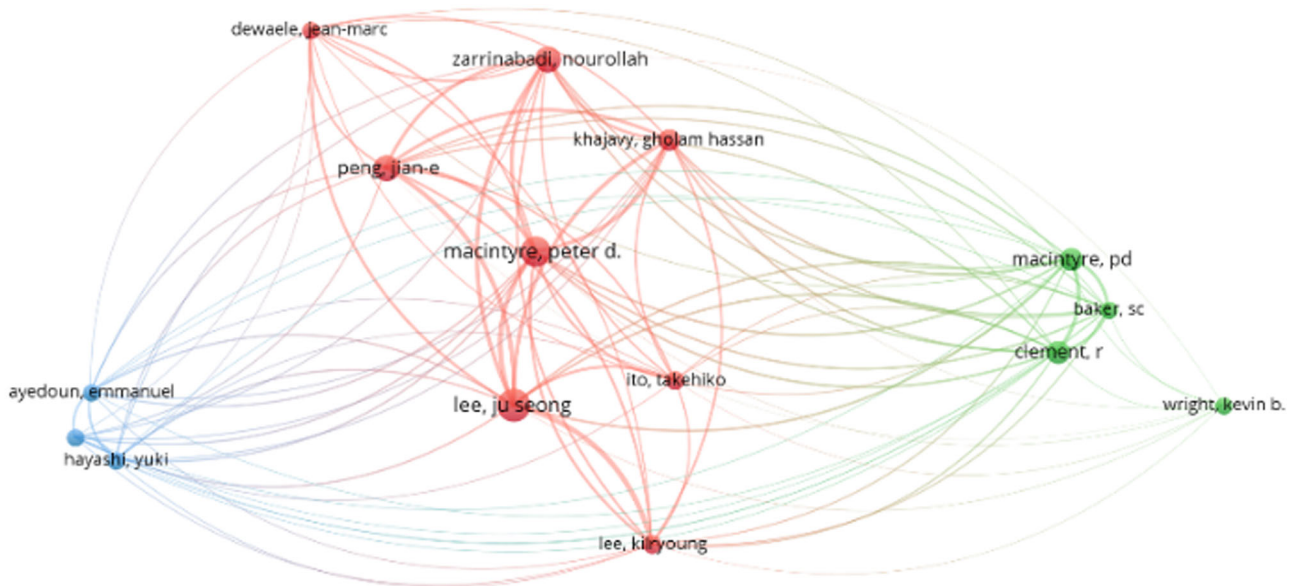 dewaele, jean-marc
zarrinabadi, nourollah
khajavy, gholam hassan
peng, jian-e
macintyre, peter d.
macintyre, pd
baker, sc
clement, r
ito, takehiko
ayedoun, emmanuel
lee, ju seong
wright, kevin b.
hayashi, yuki
lee, kilryoung